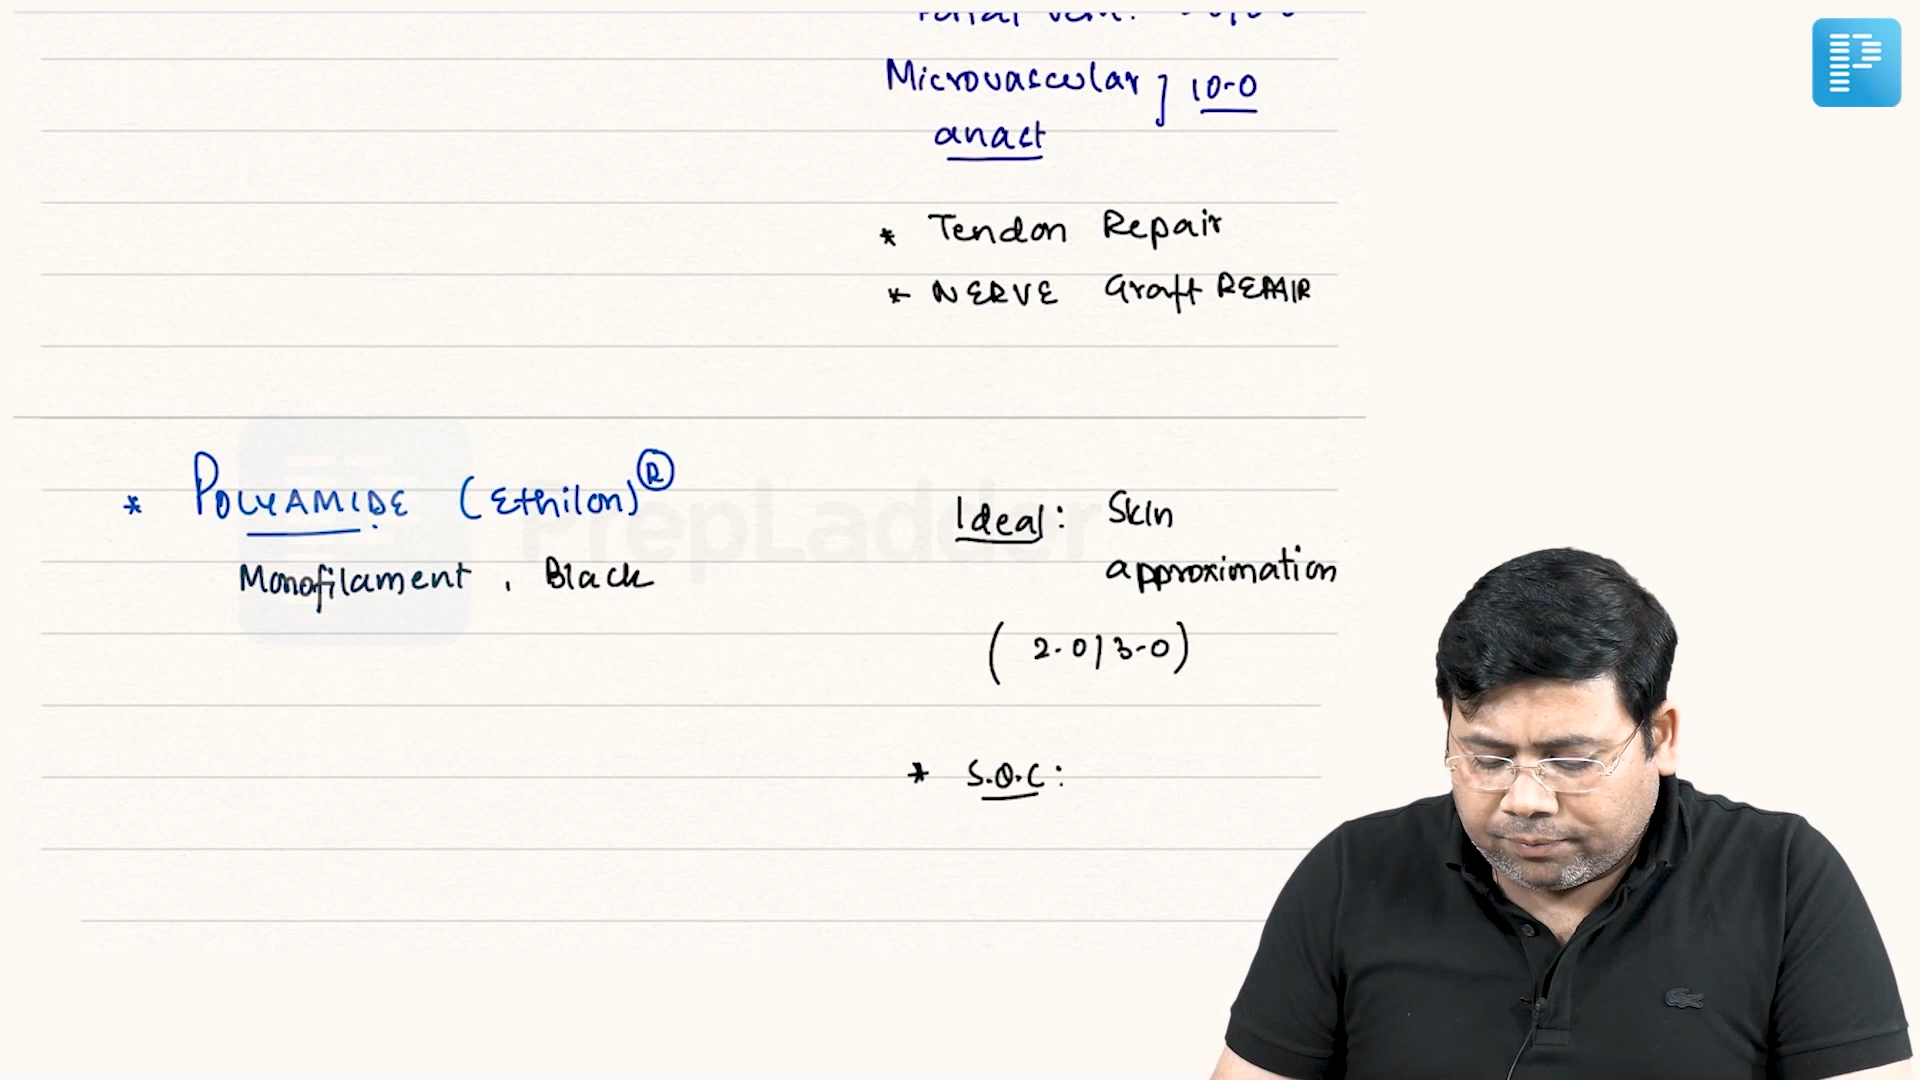 Microvascular ] 10-0
anast
* Tendon Repair
* NERVE Graft REPAIR
* POLYAMIDE (Ethilon) ®
Monofilament , Black
Ideal: Skin
approximation
(2-0/3-0)
* S.O.C:
PrepLadder